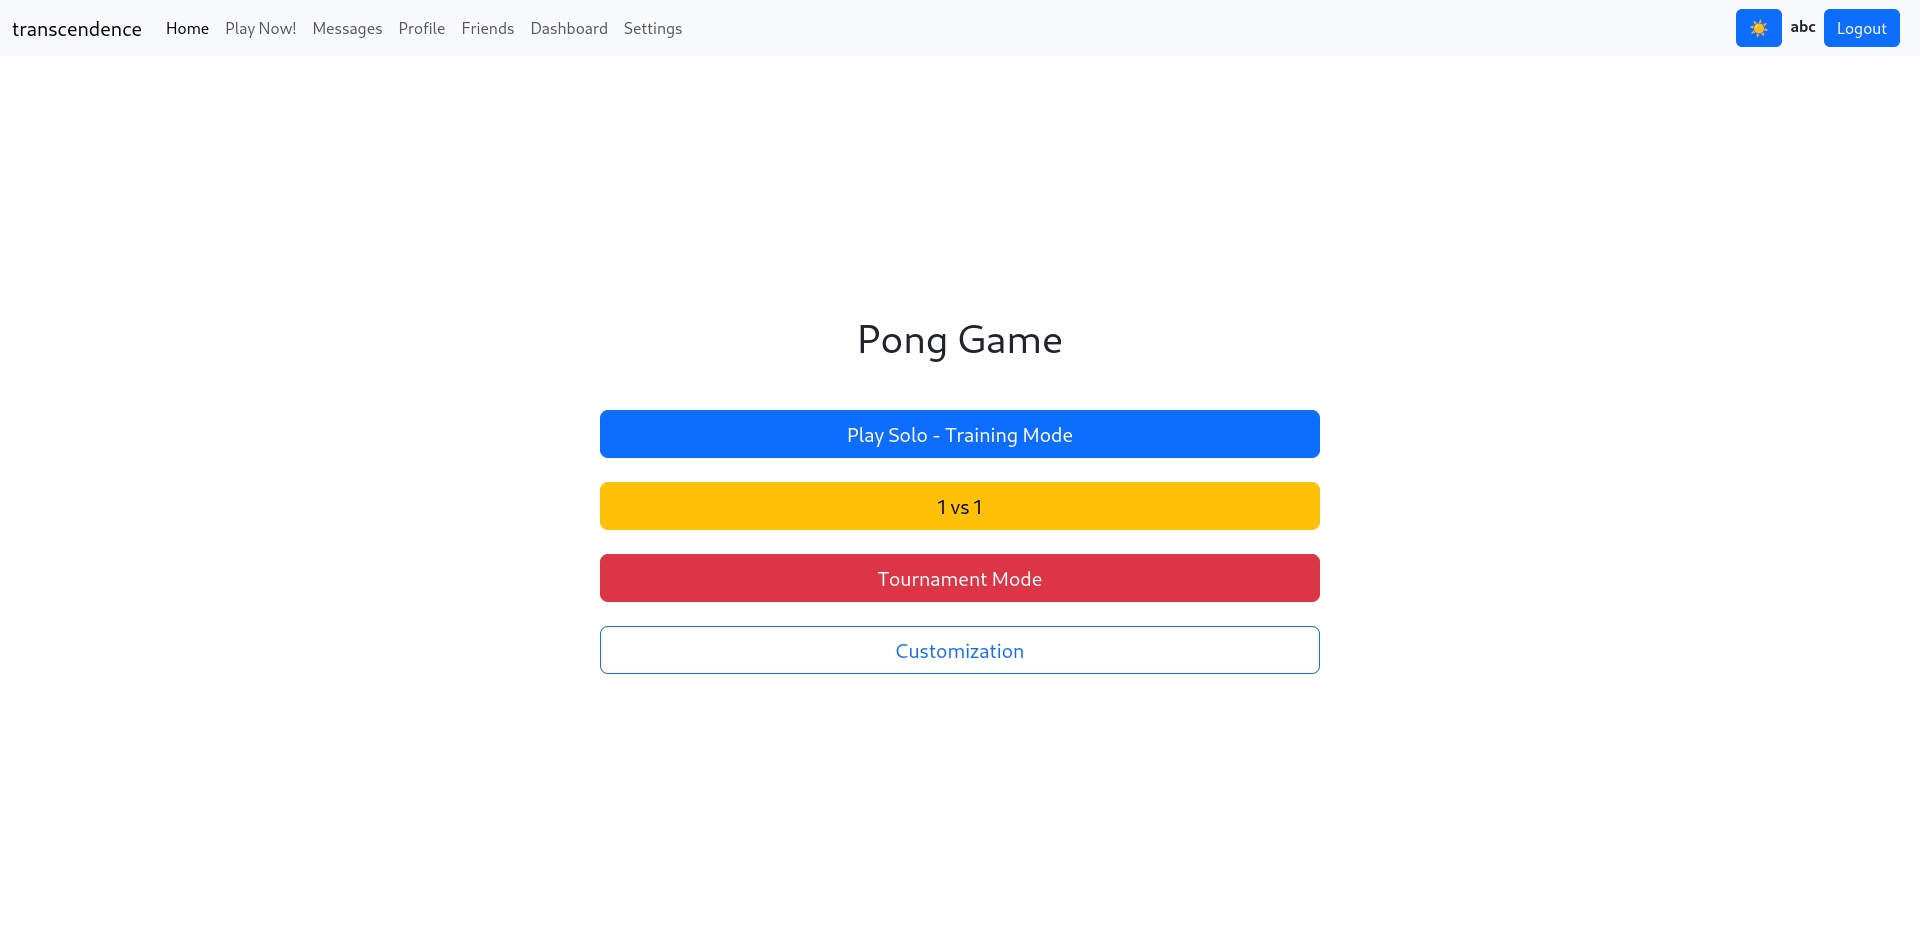 transcendence Home Play Now! Messages Profile Friends Dashboard Settings ☀️ abc Logout
Pong Game
Play Solo - Training Mode
1 vs 1
Tournament Mode
Customization